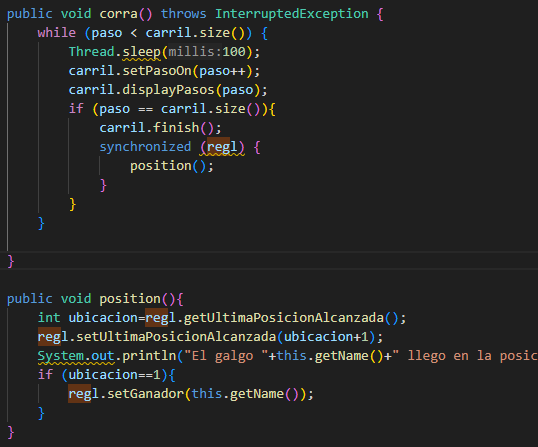 public void corra() throws InterruptedException {
while (paso < carril.size()) {
Thread.sleep(millis:100);
carril.setPasoOn(paso++);
carril.displayPasos(paso);
if (paso == carril.size()){
carril.finish();
synchronized (regl) {
position();
}
}
}
}
public void position(){
int ubicacion=regl.getUltimaPosicionAlcanzada();
regl.setUltimaPosicionAlcanzada(ubicacion+1);
System.out.println("El galgo "+this.getName()+" llego en la posic
if (ubicacion==1){
regl.setGanador(this.getName());
}
}